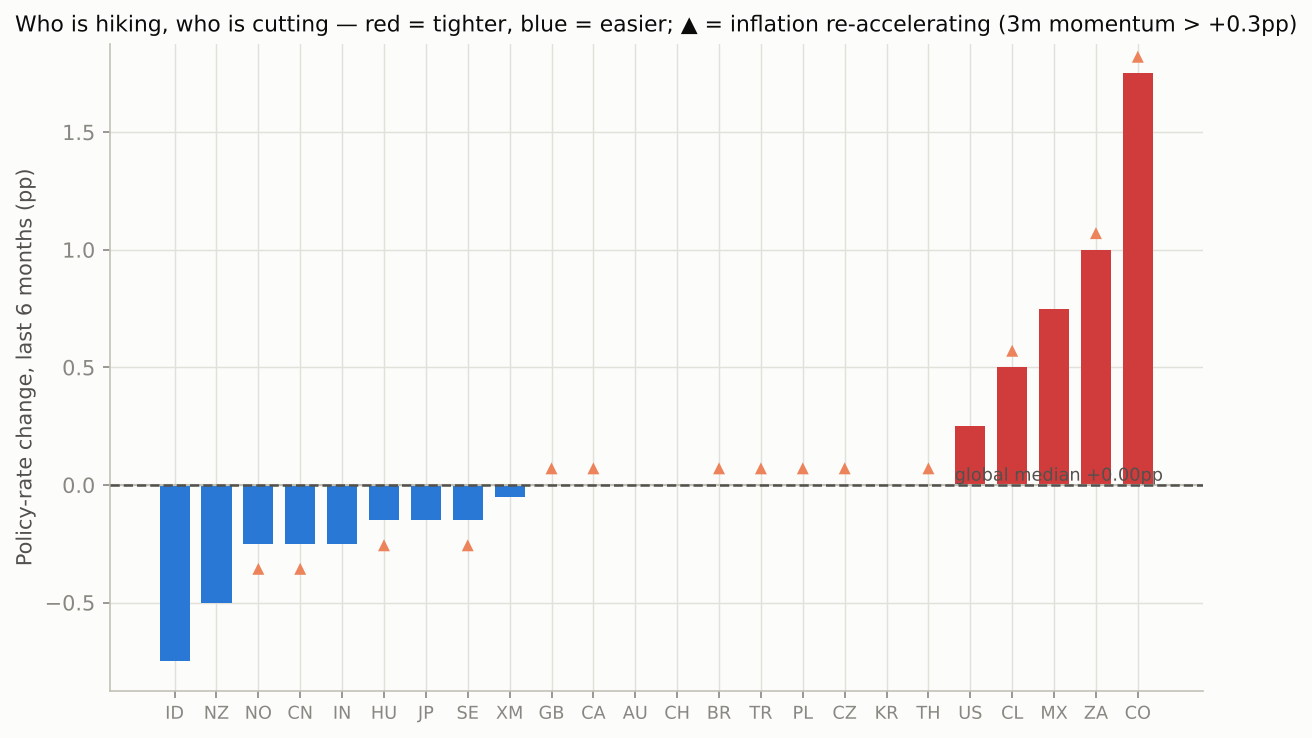 Who is hiking, who is cutting — red = tighter, blue = easier; ▲ = inflation re-accelerating (3m momentum > +0.3pp)
Policy-rate change, last 6 months (pp)
1.5
1.0
0.5
0.0
−0.5
global median +0.00pp
ID NZ NO CN IN HU JP SE XM GB CA AU CH BR TR PL CZ KR TH US CL MX ZA CO